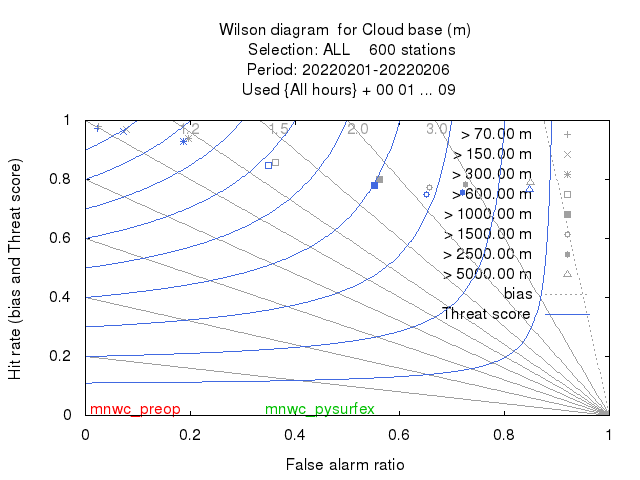 Wilson diagram  for Cloud base (m)
Selection: ALL    600 stations
Period: 20220201-20220206
Used {All hours} + 00 01 ... 09
Hit rate (bias and Threat score)
1
0.8
0.6
0.4
0.2
0
1.2
1.5
2.0
3.0
> 70.00 m
> 150.00 m
> 300.00 m
> 600.00 m
> 1000.00 m
> 1500.00 m
> 2500.00 m
> 5000.00 m
bias
Threat score
mnwc_preop
mnwc_pysurfex
0 0.2 0.4 0.6 0.8 1
False alarm ratio